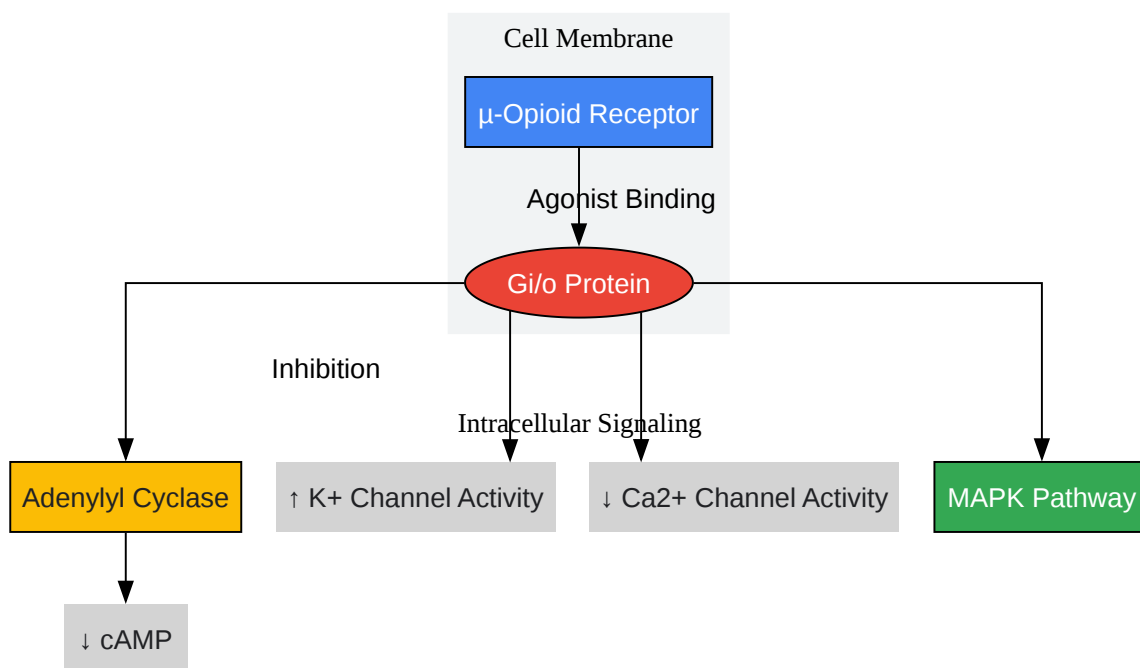 Cell Membrane
µ-Opioid Receptor
Agonist Binding
Gi/o Protein
Inhibition
Intracellular Signaling
Adenylyl Cyclase
↑ K+ Channel Activity
↓ Ca2+ Channel Activity
MAPK Pathway
↓ cAMP